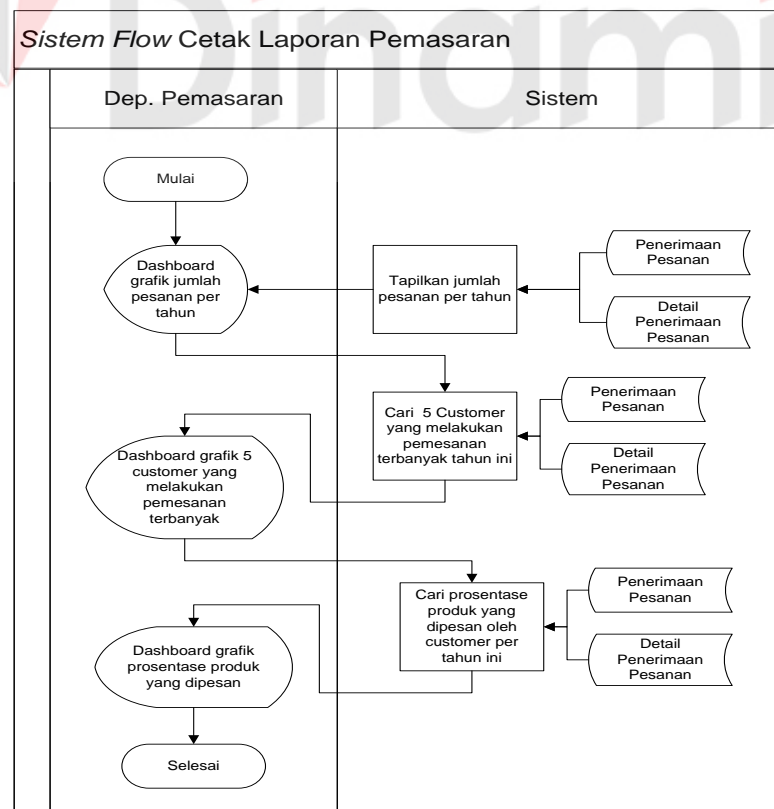 Dinami
Sistem Flow Cetak Laporan Pemasaran
Dep. Pemasaran
Sistem
Mulai
Dashboard
grafik jumlah
pesanan per
tahun
Tapilkan jumlah
pesanan per tahun
Penerimaan
Pesanan
Detail
Penerimaan
Pesanan
Cari 5 Customer
yang melakukan
pemesanan
terbanyak tahun ini
Penerimaan
Pesanan
Detail
Penerimaan
Pesanan
Dashboard grafik 5
customer yang
melakukan
pemesanan
terbanyak
Cari prosentase
produk yang
dipesan oleh
customer per
tahun ini
Penerimaan
Pesanan
Detail
Penerimaan
Pesanan
Dashboard grafik
prosentase produk
yang dipesan
Selesai